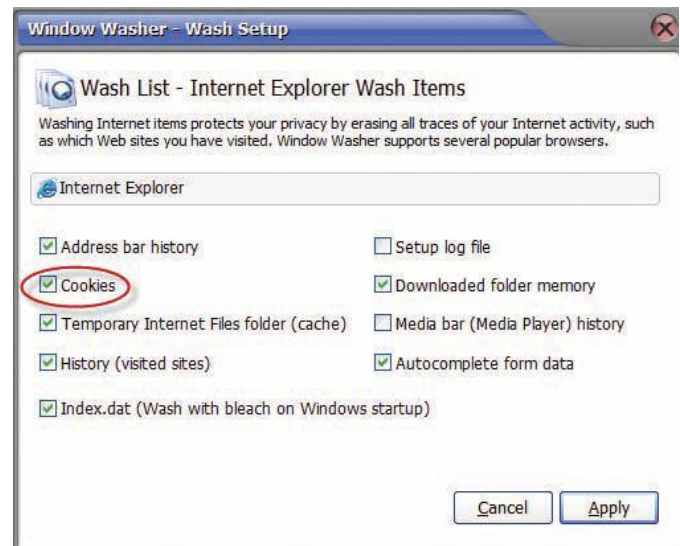 Window Washer - Wash Setup
Wash List - Internet Explorer Wash Items
Washing Internet items protects your privacy by erasing all traces of your Internet activity, such
as which Web sites you have visited. Window Washer supports several popular browsers.
Internet Explorer
Address bar history
Setup log file
Cookies
Downloaded folder memory
Temporary Internet Files folder (cache)
Media bar (Media Player) history
History (visited sites)
Autocomplete form data
Index.dat (Wash with bleach on Windows startup)
Cancel
Apply